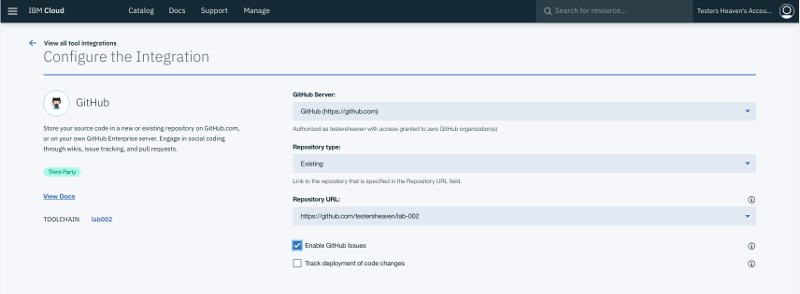 IBM Cloud
Catalog Docs Support Manage
Search for resource...
Testers Heaven's Accou...
View all tool integrations
Configure the Integration
GitHub
Store your source code in a new or existing repository on GitHub.com,
or on your own GitHub Enterprise server. Engage in social coding
through wikis, issue tracking, and pull requests.
Third-Party
View Docs
TOOLCHAIN lab002
GitHub Server:
GitHub (https://github.com)
Authorized as testersheaven with access granted to zero GitHub organization(s)
Repository type:
Existing
Link to the repository that is specified in the Repository URL field.
Repository URL:
https://github.com/testersheaven/lab-002
Enable GitHub Issues
Track deployment of code changes